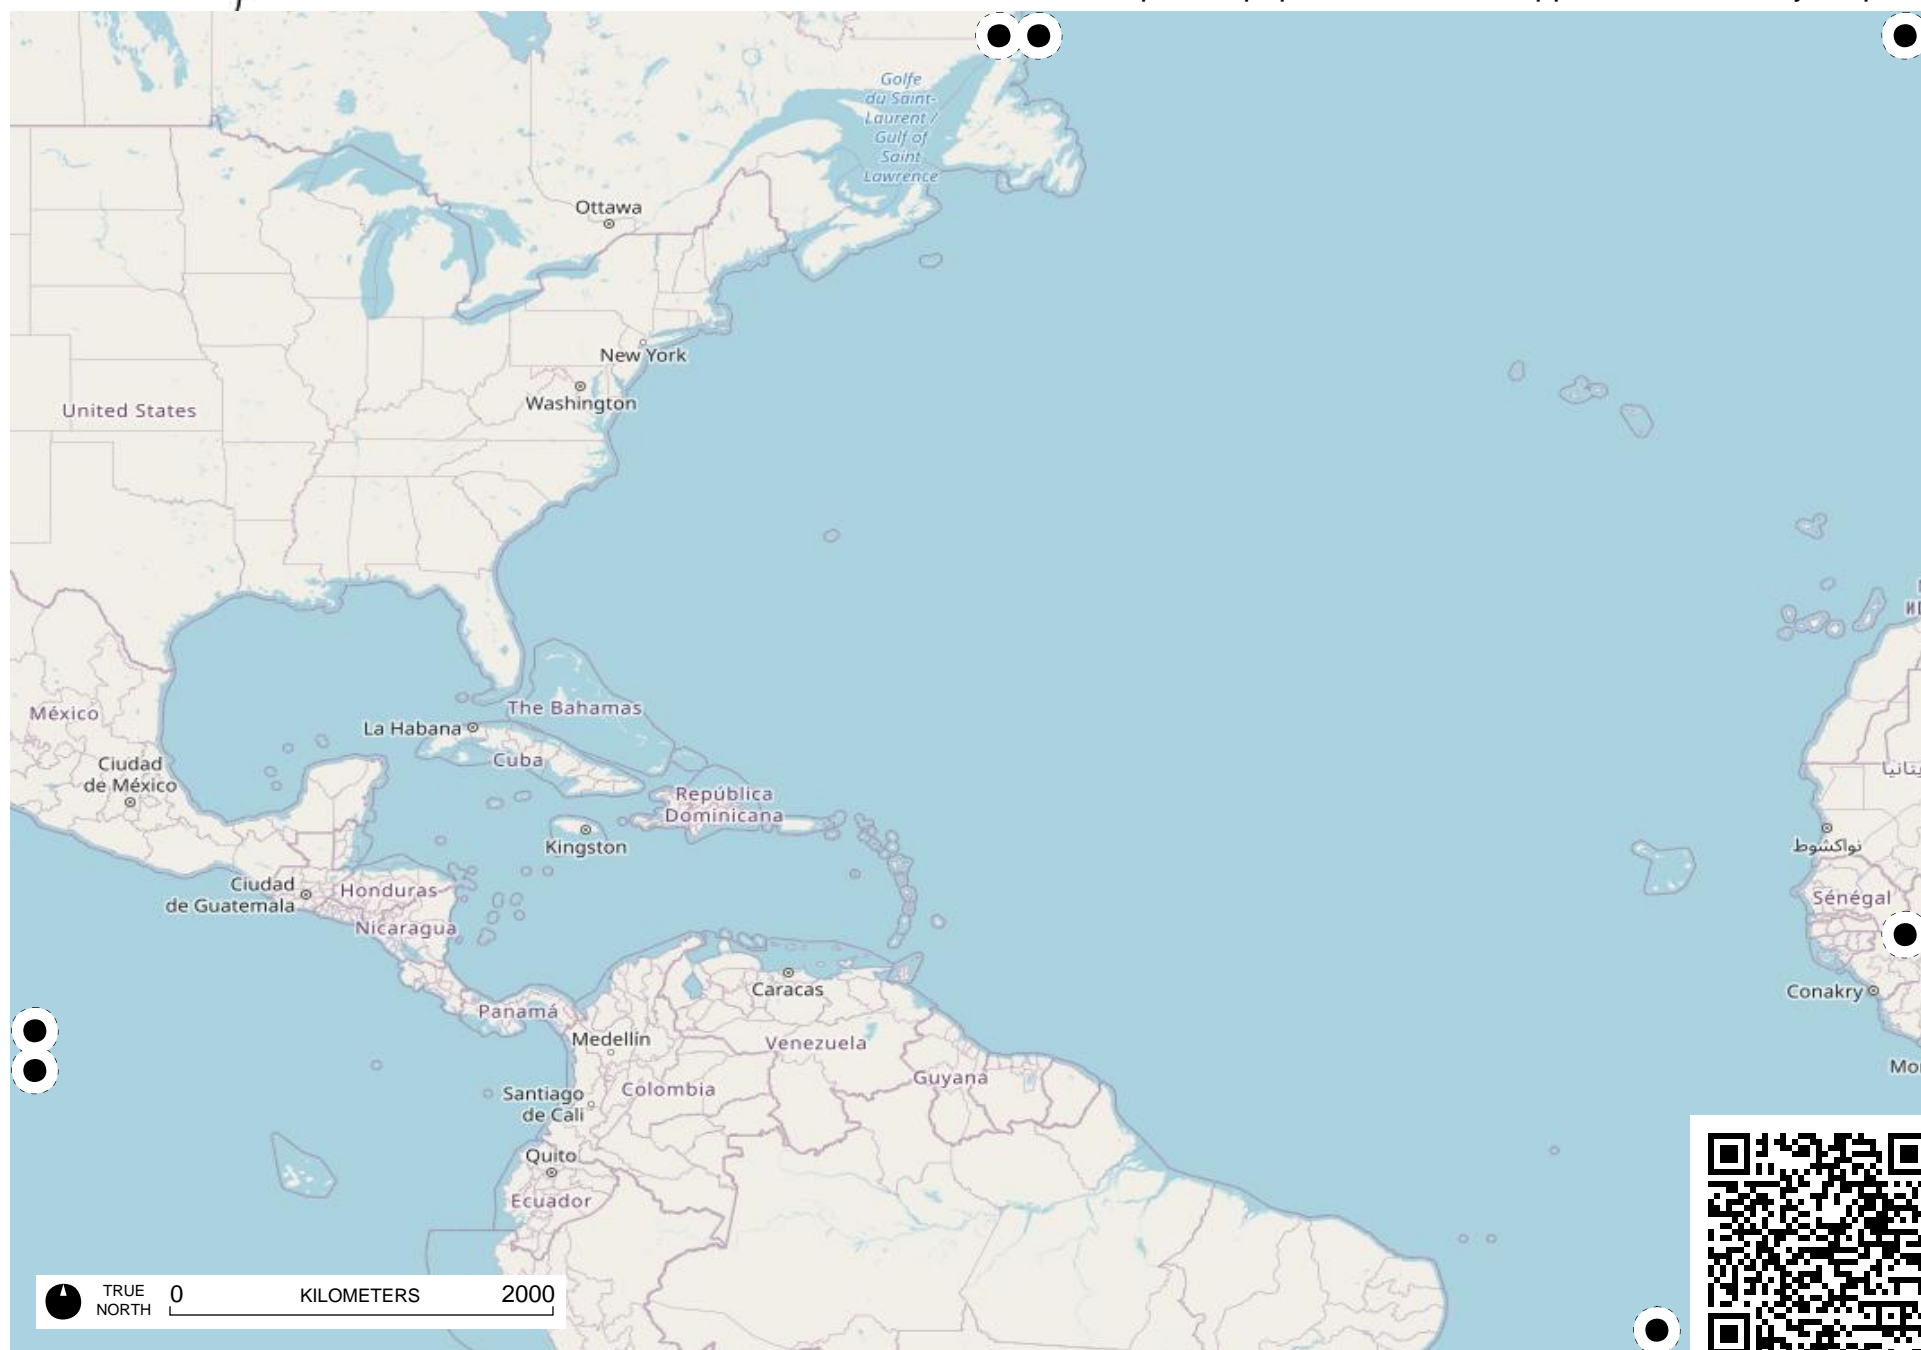 Golfe
du Saint-
Laurent /
Gulf of
Saint
Lawrence
Ottawa
New York
Washington
United States
México
The Bahamas
La Habana
Cuba
Ciudad
de México
República
Dominicana
Kingston
نواكشوط
Ciudad
de Guatemala
Honduras
Sénégal
Nicaragua
Caracas
Conakry
Panamá
Medellín
Venezuela
Colombia
Guyana
Santiago
de Cali
Quito
Ecuador
TRUE
NORTH
0 KILOMETERS 2000